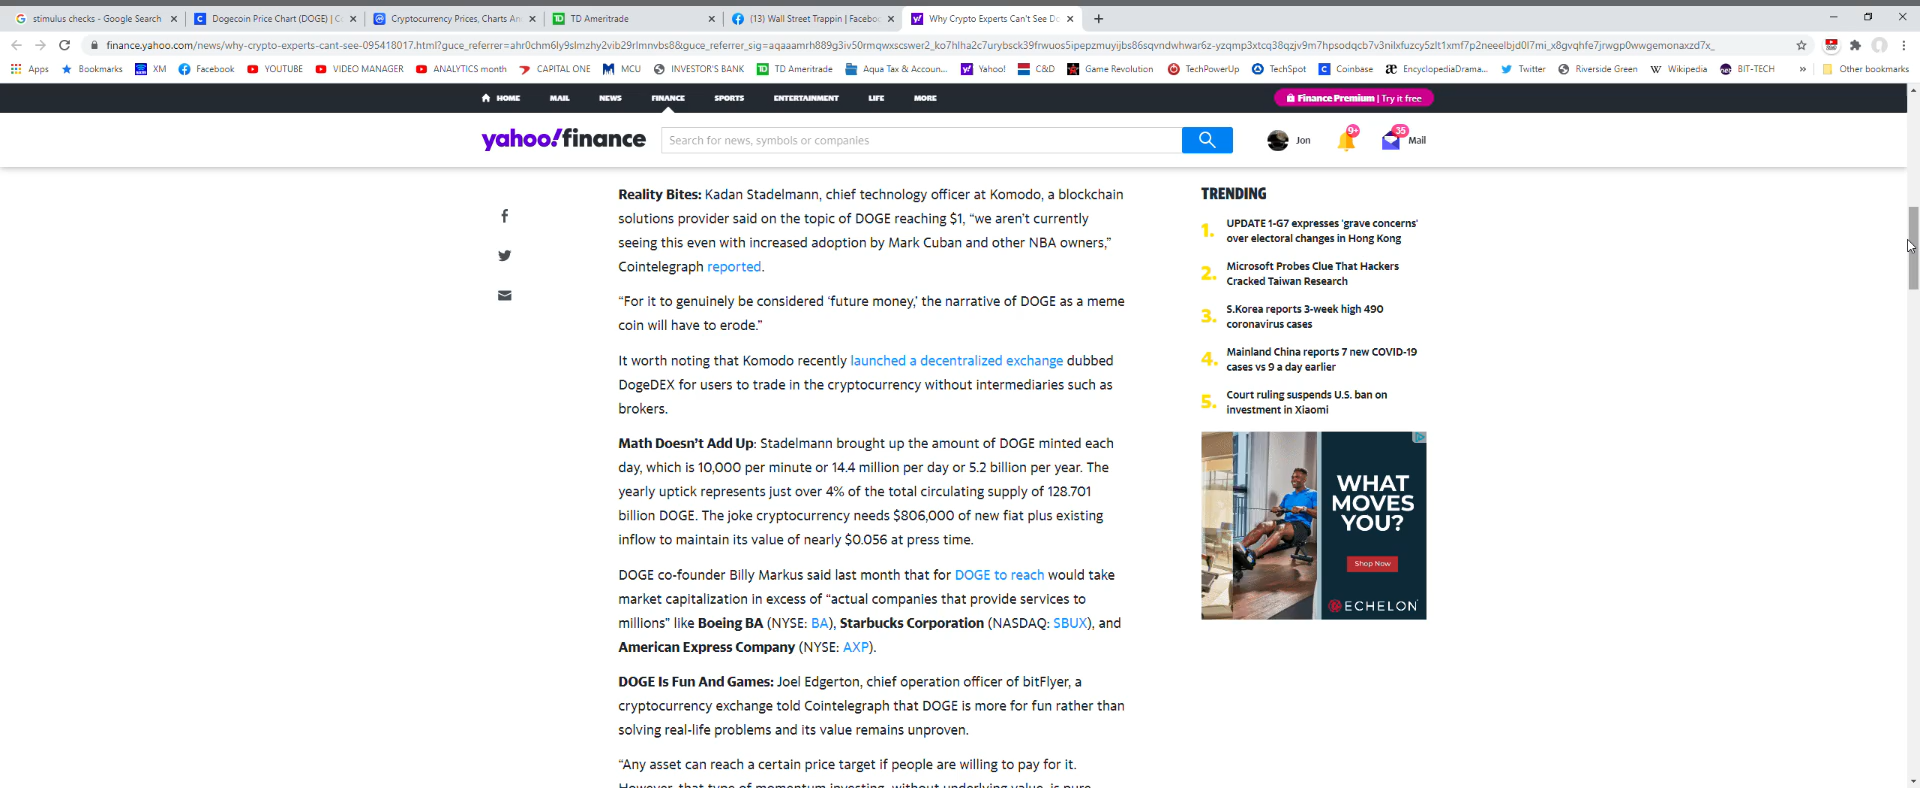 stimulus checks - Google Search
Dogecoin Price Chart (DOGE) | C
Cryptocurrency Prices, Charts An
TD Ameritrade
(13) Wall Street Trappin | Facebo
Why Crypto Experts Can't See Do
Apps
Bookmarks
XM
Facebook
YOUTUBE
VIDEO MANAGER
ANALYTICS month
CAPITAL ONE
MCU
INVESTOR'S BANK
TD Ameritrade
Aqua Tax & Accoun...
Yahoo!
C&D
Game Revolution
TechPowerUp
TechSpot
Coinbase
EncyclopediaDrama...
Twitter
Riverside Green
Wikipedia
BIT-TECH
Other bookmarks
HOME MAIL NEWS FINANCE SPORTS ENTERTAINMENT LIFE MORE
Finance Premium | Try it free
yahoo!finance
Search for news, symbols or companies
Jon
9+
35
Mail
Reality Bites: Kadan Stadelmann, chief technology officer at Komodo, a blockchain
solutions provider said on the topic of DOGE reaching $1, “we aren't currently
seeing this even with increased adoption by Mark Cuban and other NBA owners,”
Cointelegraph reported.
“For it to genuinely be considered ‘future money,’ the narrative of DOGE as a meme
coin will have to erode.”
It worth noting that Komodo recently launched a decentralized exchange dubbed
DogeDEX for users to trade in the cryptocurrency without intermediaries such as
brokers.
Math Doesn’t Add Up: Stadelmann brought up the amount of DOGE minted each
day, which is 10,000 per minute or 14.4 million per day or 5.2 billion per year. The
yearly uptick represents just over 4% of the total circulating supply of 128.701
billion DOGE. The joke cryptocurrency needs $806,000 of new fiat plus existing
inflow to maintain its value of nearly $0.056 at press time.
DOGE co-founder Billy Markus said last month that for DOGE to reach would take
market capitalization in excess of “actual companies that provide services to
millions” like Boeing BA (NYSE: BA), Starbucks Corporation (NASDAQ: SBUX), and
American Express Company (NYSE: AXP).
DOGE Is Fun And Games: Joel Edgerton, chief operation officer of bitFlyer, a
cryptocurrency exchange told Cointelegraph that DOGE is more for fun rather than
solving real-life problems and its value remains unproven.
“Any asset can reach a certain price target if people are willing to pay for it.
However, that type of momentum investing, without underlying value, is pure
TRENDING
1. UPDATE 1-G7 expresses 'grave concerns'
over electoral changes in Hong Kong
2. Microsoft Probes Clue That Hackers
Cracked Taiwan Research
3. S.Korea reports 3-week high 490
coronavirus cases
4. Mainland China reports 7 new COVID-19
cases vs 9 a day earlier
5. Court ruling suspends U.S. ban on
investment in Xiaomi
WHAT
MOVES
YOU?
Shop Now
ECHELON